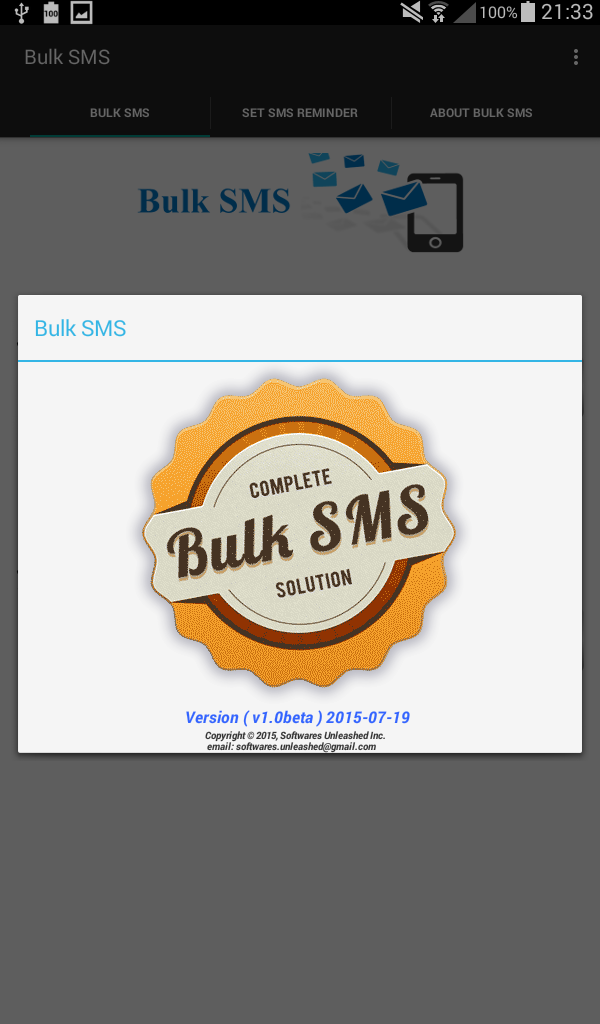 100
100%
21:33
Bulk SMS
BULK SMS
SET SMS REMINDER
ABOUT BULK SMS
Bulk SMS
Bulk SMS
COMPLETE
Bulk SMS
SOLUTION
Version ( v1.0beta ) 2015-07-19
Copyright © 2015, Softwares Unleashed Inc.
email: softwares.unleashed@gmail.com